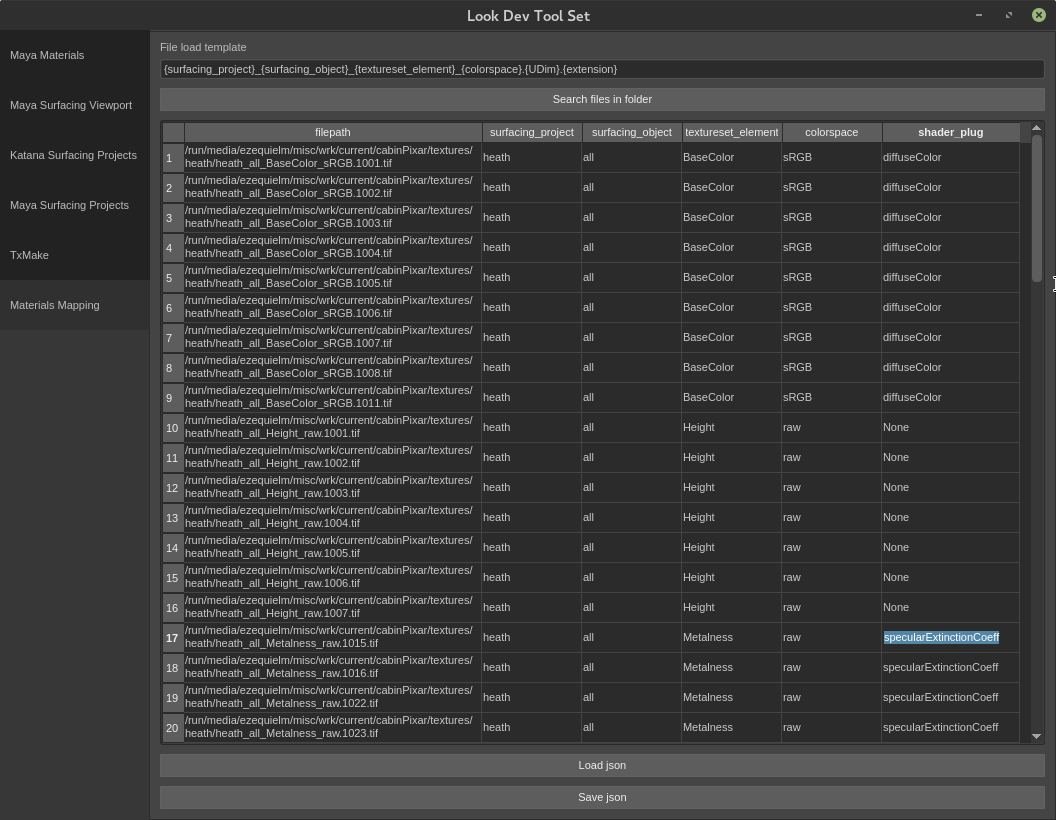 Look Dev Tool Set
Maya Materials
Maya Surfacing Viewport
Katana Surfacing Projects
Maya Surfacing Projects
TxMake
Materials Mapping
File load template
{surfacing_project}_{surfacing_object}_{textureset_element}_{colorspace}.{UDim}.{extension}
Search files in folder
filepath surfacing_project surfacing_object textureset_element colorspace shader_plug
1 /run/media/ezequielm/misc/wrk/current/cabinPixar/textures/
heath/heath_all_BaseColor_sRGB.1001.tif heath all BaseColor sRGB diffuseColor
2 /run/media/ezequielm/misc/wrk/current/cabinPixar/textures/
heath/heath_all_BaseColor_sRGB.1002.tif heath all BaseColor sRGB diffuseColor
3 /run/media/ezequielm/misc/wrk/current/cabinPixar/textures/
heath/heath_all_BaseColor_sRGB.1003.tif heath all BaseColor sRGB diffuseColor
4 /run/media/ezequielm/misc/wrk/current/cabinPixar/textures/
heath/heath_all_BaseColor_sRGB.1004.tif heath all BaseColor sRGB diffuseColor
5 /run/media/ezequielm/misc/wrk/current/cabinPixar/textures/
heath/heath_all_BaseColor_sRGB.1005.tif heath all BaseColor sRGB diffuseColor
6 /run/media/ezequielm/misc/wrk/current/cabinPixar/textures/
heath/heath_all_BaseColor_sRGB.1006.tif heath all BaseColor sRGB diffuseColor
7 /run/media/ezequielm/misc/wrk/current/cabinPixar/textures/
heath/heath_all_BaseColor_sRGB.1007.tif heath all BaseColor sRGB diffuseColor
8 /run/media/ezequielm/misc/wrk/current/cabinPixar/textures/
heath/heath_all_BaseColor_sRGB.1008.tif heath all BaseColor sRGB diffuseColor
9 /run/media/ezequielm/misc/wrk/current/cabinPixar/textures/
heath/heath_all_BaseColor_sRGB.1011.tif heath all BaseColor sRGB diffuseColor
10 /run/media/ezequielm/misc/wrk/current/cabinPixar/textures/
heath/heath_all_Height_raw.1001.tif heath all Height raw None
11 /run/media/ezequielm/misc/wrk/current/cabinPixar/textures/
heath/heath_all_Height_raw.1002.tif heath all Height raw None
12 /run/media/ezequielm/misc/wrk/current/cabinPixar/textures/
heath/heath_all_Height_raw.1003.tif heath all Height raw None
13 /run/media/ezequielm/misc/wrk/current/cabinPixar/textures/
heath/heath_all_Height_raw.1004.tif heath all Height raw None
14 /run/media/ezequielm/misc/wrk/current/cabinPixar/textures/
heath/heath_all_Height_raw.1005.tif heath all Height raw None
15 /run/media/ezequielm/misc/wrk/current/cabinPixar/textures/
heath/heath_all_Height_raw.1006.tif heath all Height raw None
16 /run/media/ezequielm/misc/wrk/current/cabinPixar/textures/
heath/heath_all_Height_raw.1007.tif heath all Height raw None
17 /run/media/ezequielm/misc/wrk/current/cabinPixar/textures/
heath/heath_all_Metalness_raw.1015.tif heath all Metalness raw specularExtinctionCoeff
18 /run/media/ezequielm/misc/wrk/current/cabinPixar/textures/
heath/heath_all_Metalness_raw.1016.tif heath all Metalness raw specularExtinctionCoeff
19 /run/media/ezequielm/misc/wrk/current/cabinPixar/textures/
heath/heath_all_Metalness_raw.1022.tif heath all Metalness raw specularExtinctionCoeff
20 /run/media/ezequielm/misc/wrk/current/cabinPixar/textures/
heath/heath_all_Metalness_raw.1023.tif heath all Metalness raw specularExtinctionCoeff
Load json
Save json